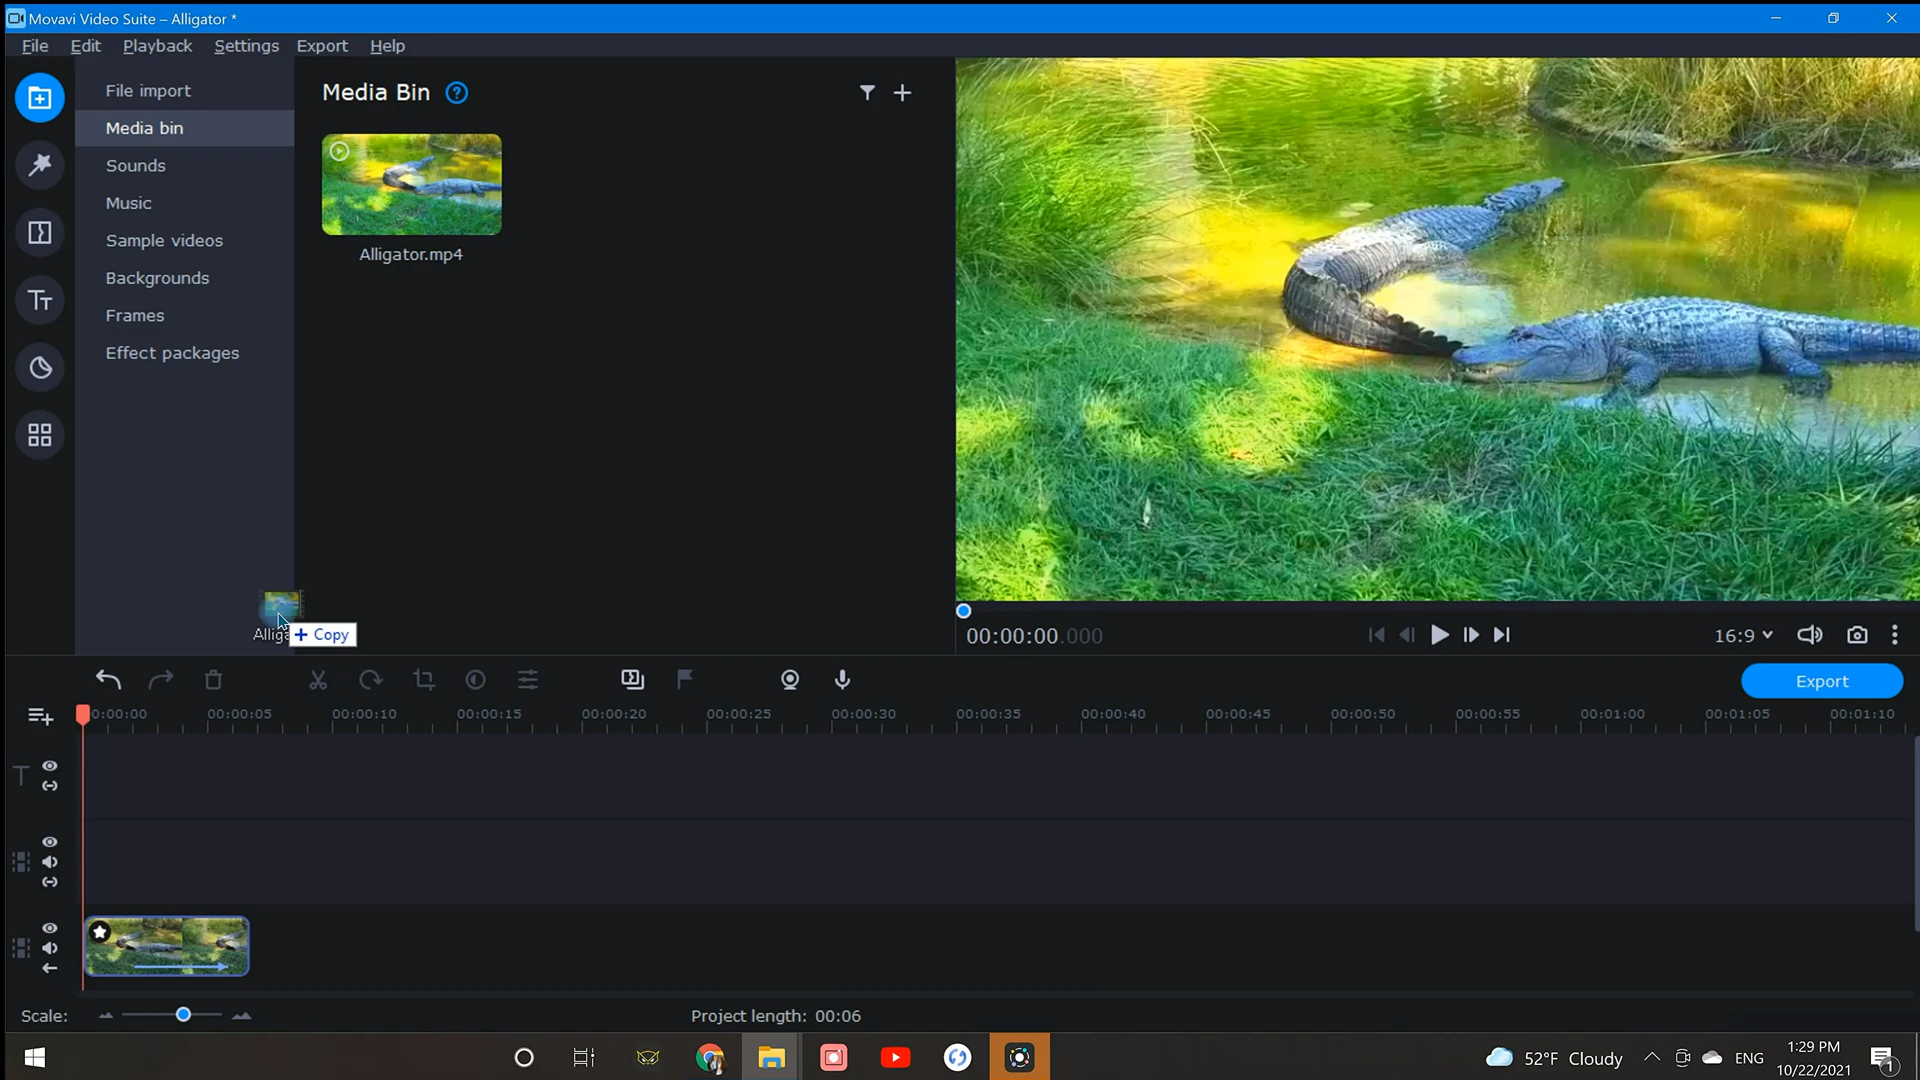 Movavi Video Suite – Alligator *
File Edit Playback Settings Export Help
File import
Media bin
Sounds
Music
Sample videos
Backgrounds
Frames
Effect packages
Media Bin ?
Alligator.mp4
Alliga
+ Copy
00:00:00.000
16:9
Export
0:00:00 00:00:05 00:00:10 00:00:15 00:00:20 00:00:25 00:00:30 00:00:35 00:00:40 00:00:45 00:00:50 00:00:55 00:01:00 00:01:05 00:01:10
Scale:
Project length: 00:06
52°F Cloudy
ENG
1:29 PM
10/22/2021
1